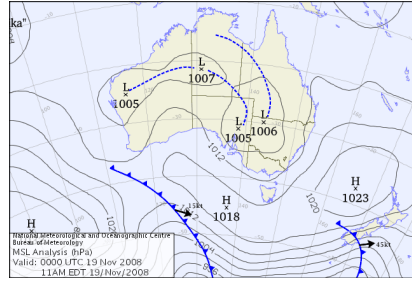 ka"
L
1007
L
1005
L
1005
L
1006
1012
H
1023
H
1018
15kt
1020
45kt
1004
H
National Meteorological and Oceanographic Centre
Bureau of Meteorology
MSL Analysis (hPa)
Valid: 0000 UTC 19 Nov 2008
11AM EDT 19/Nov/2008